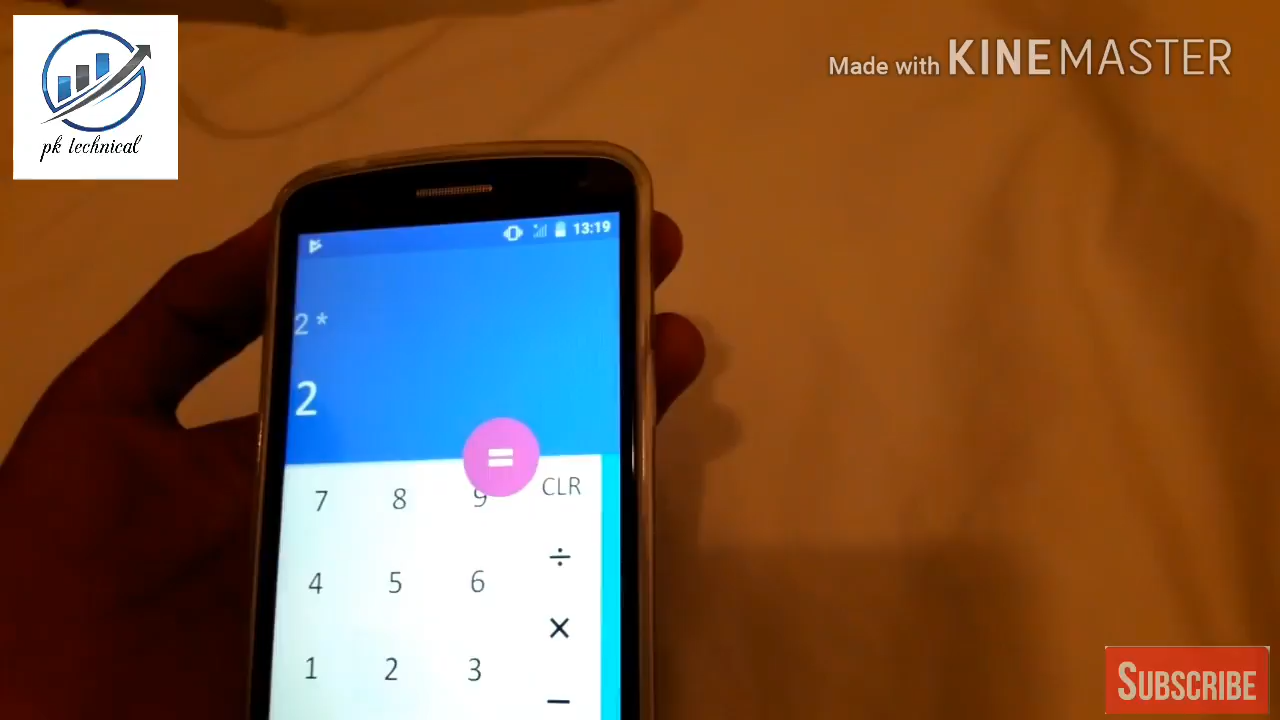 pk technical
Made with KINEMASTER
13:19
2 *
2
=
7 8 9 CLR
÷
4 5 6
×
1 2 3
−
SUBSCRIBE